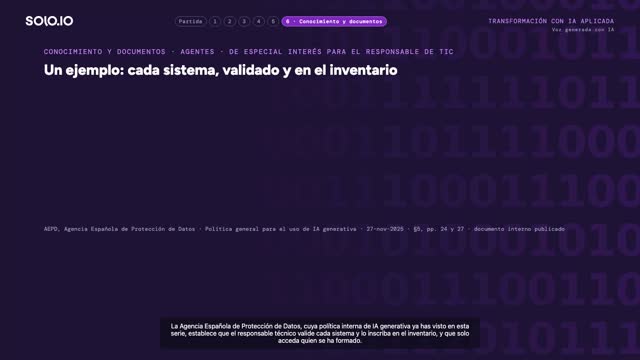 SOLO.IO
Partida 1 2 3 4 5 6 · Conocimiento y documentos
TRANSFORMACIÓN CON IA APLICADA
Voz generada con IA
CONOCIMIENTO Y DOCUMENTOS · AGENTES · DE ESPECIAL INTERÉS PARA EL RESPONSABLE DE TIC
Un ejemplo: cada sistema, validado y en el inventario
AEPD, Agencia Española de Protección de Datos · Política general para el uso de IA generativa · 27-nov-2025 · §9, pp. 24 y 27 · documento interno publicado
La Agencia Española de Protección de Datos, cuya política interna de IA generativa ya has visto en esta
serie, establece que el responsable técnico valide cada sistema y lo inscriba en el inventario, y que solo
acceda quien se ha formado.